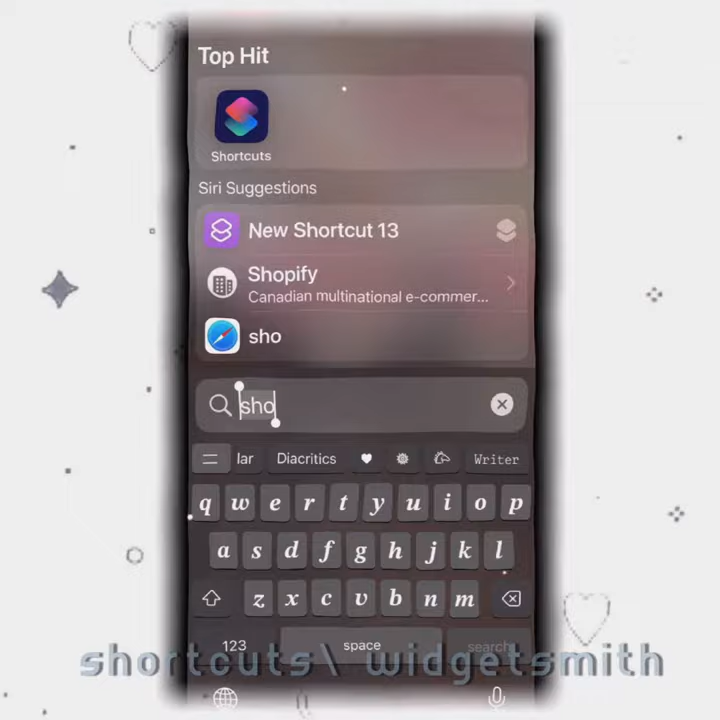 Top Hit
Shortcuts
Siri Suggestions
New Shortcut 13
Shopify
Canadian multinational e-commer...
sho
sho
lar Diacritics Writer
q w e r t y u i o p
a s d f g h j k l
z x c v b n m
123 space search
shortcuts\ widgetsmith